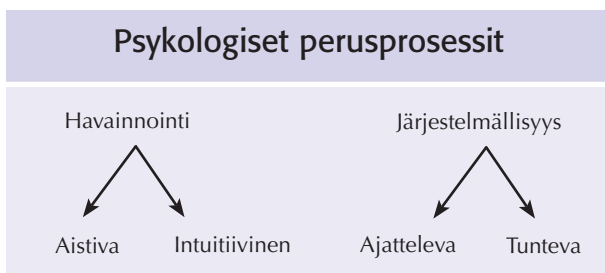 Psykologiset perusprosessit
Havainnointi Järjestelmällisyys
Aistiva Intuitiivinen Ajatteleva Tunteva